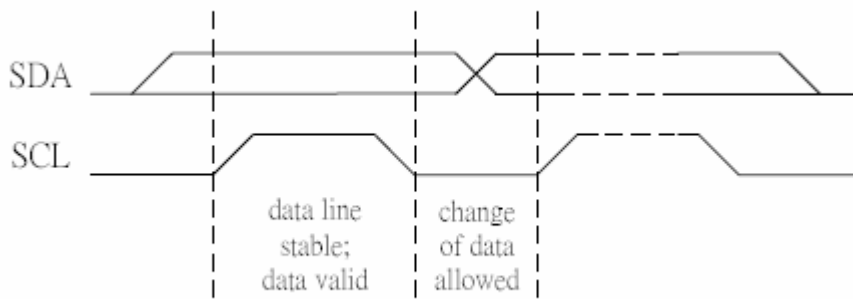 SDA
SCL
data line
stable;
data valid
change
of data
allowed